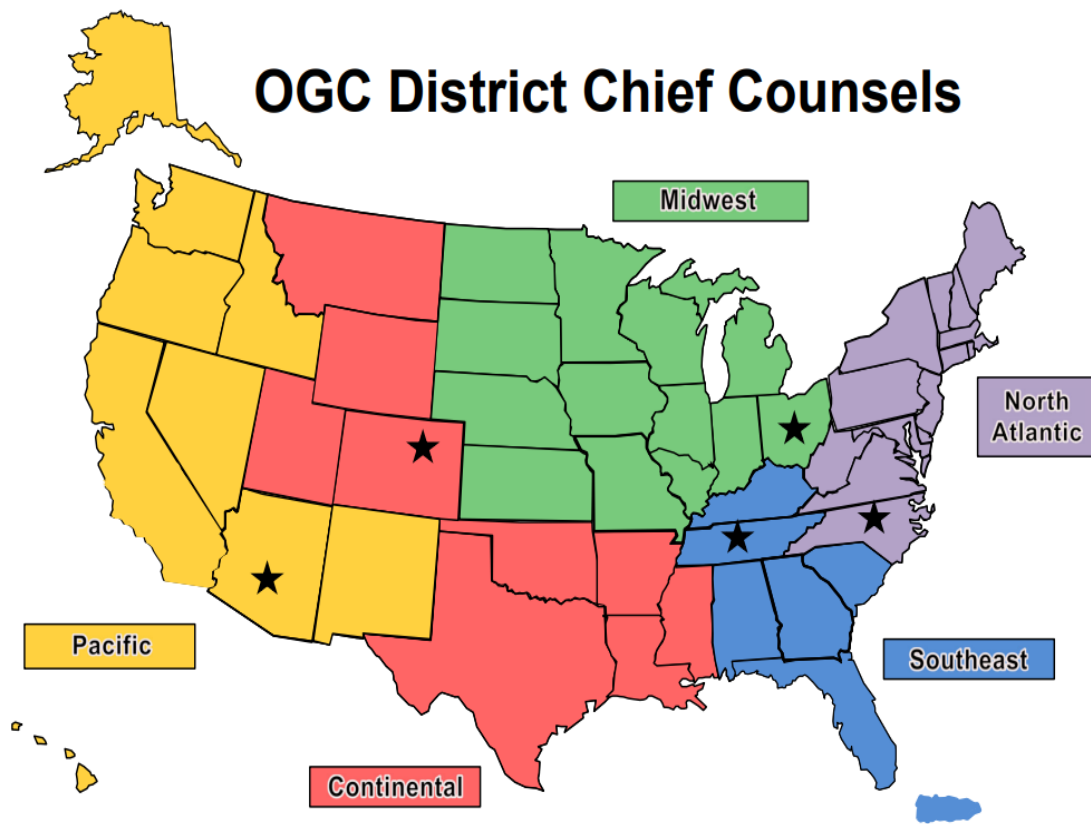 OGC District Chief Counsels
Midwest
North
Atlantic
Pacific
Southeast
Continental